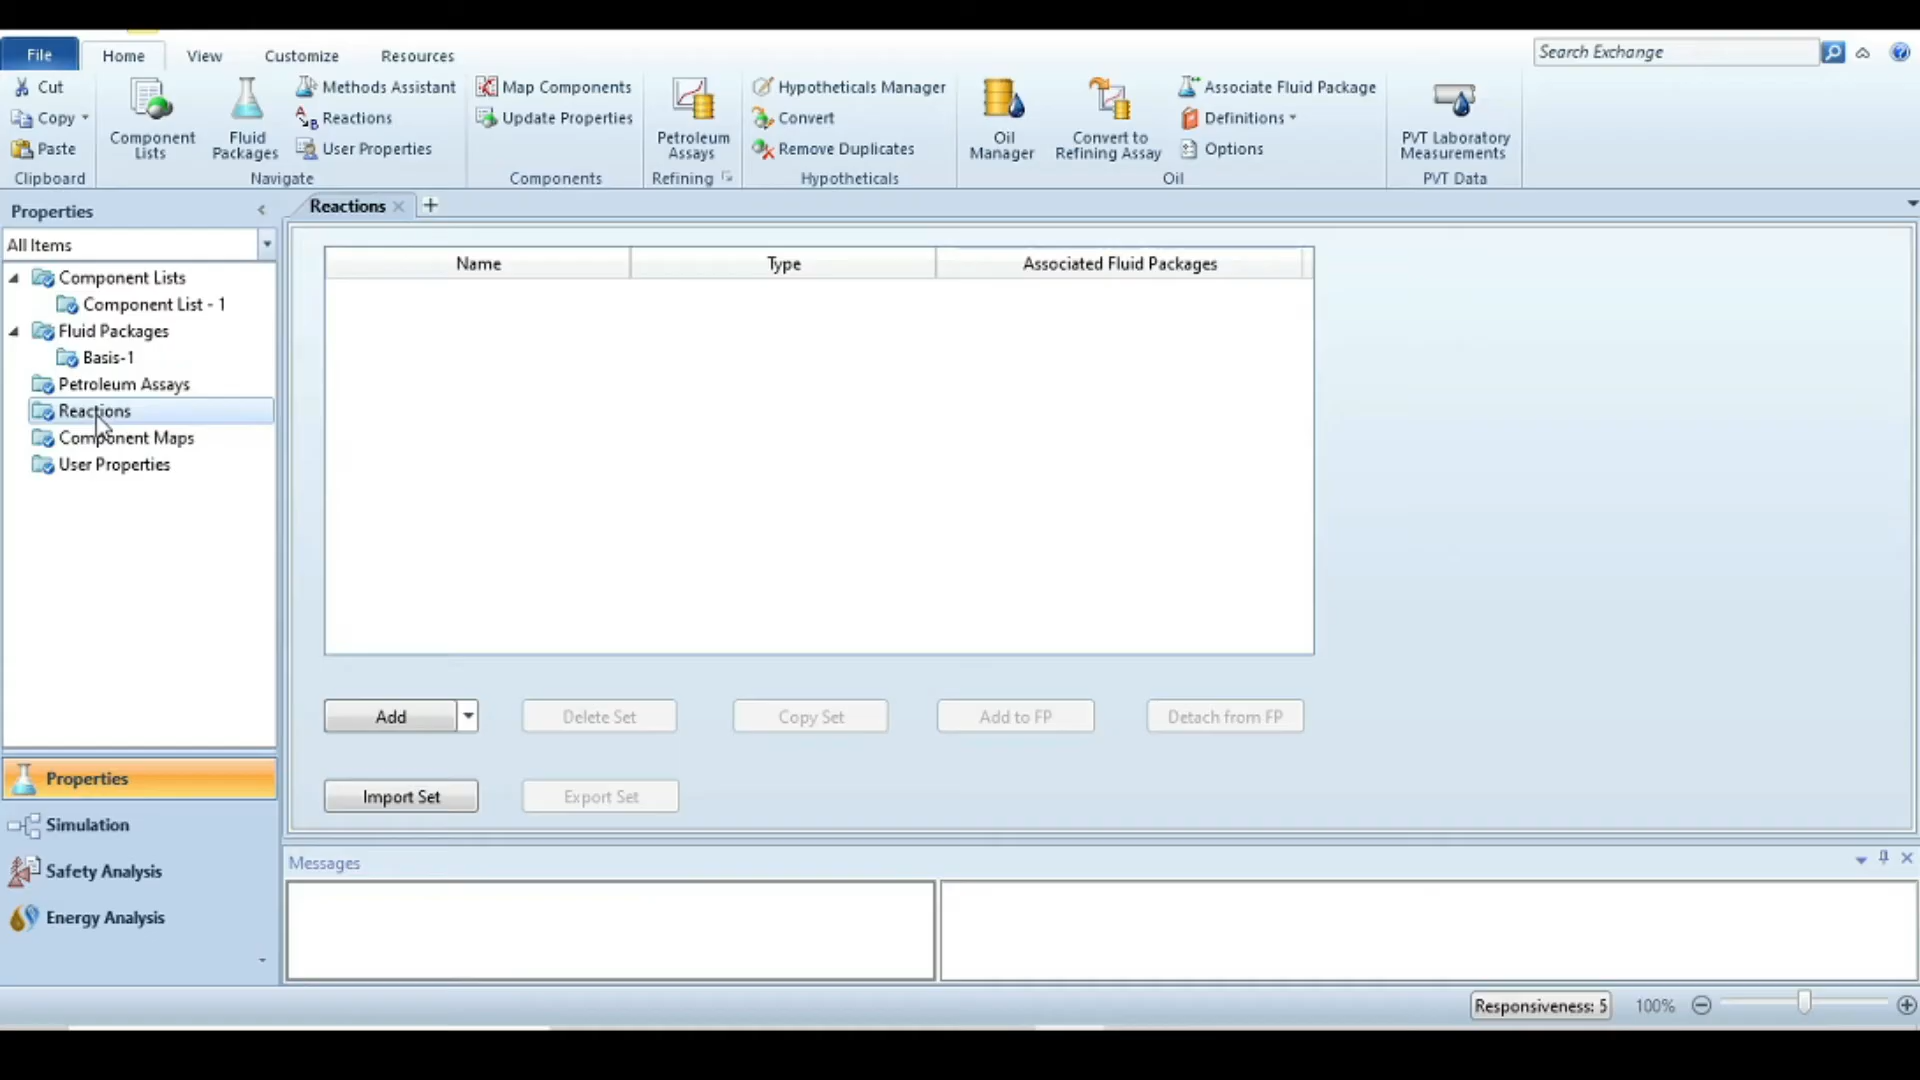 File
Home
View
Customize
Resources
Search Exchange
Cut
Copy
Paste
Clipboard
Component
Lists
Fluid
Packages
Methods Assistant
Reactions
User Properties
Navigate
Map Components
Update Properties
Components
Petroleum
Assays
Refining
Hypotheticals Manager
Convert
Remove Duplicates
Hypotheticals
Oil
Manager
Convert to
Refining Assay
Associate Fluid Package
Definitions
Options
Oil
PVT Laboratory
Measurements
PVT Data
Properties
All Items
Component Lists
Component List - 1
Fluid Packages
Basis-1
Petroleum Assays
Reactions
Component Maps
User Properties
Properties
Simulation
Safety Analysis
Energy Analysis
Reactions
Name
Type
Associated Fluid Packages
Add
Delete Set
Copy Set
Add to FP
Detach from FP
Import Set
Export Set
Messages
Responsiveness: 5
100%